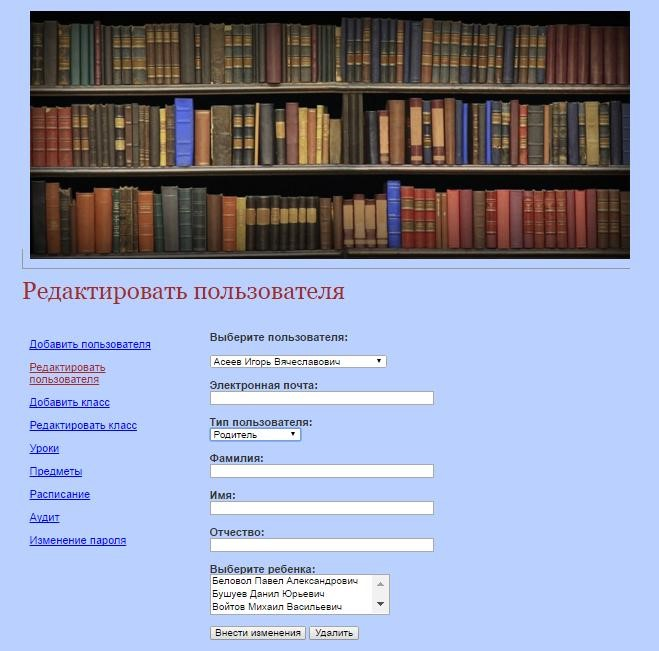 Редактировать пользователя
Добавить пользователя
Редактировать
пользователя
Добавить класс
Редактировать класс
Уроки
Предметы
Расписание
Аудит
Изменение пароля
Выберите пользователя:
Асеев Игорь Вячеславович
Электронная почта:
Тип пользователя:
Родитель
Фамилия:
Имя:
Отчество:
Выберите ребенка:
Беловол Павел Александрович
Бушуев Данил Юрьевич
Войтов Михаил Васильевич
Внести изменения Удалить